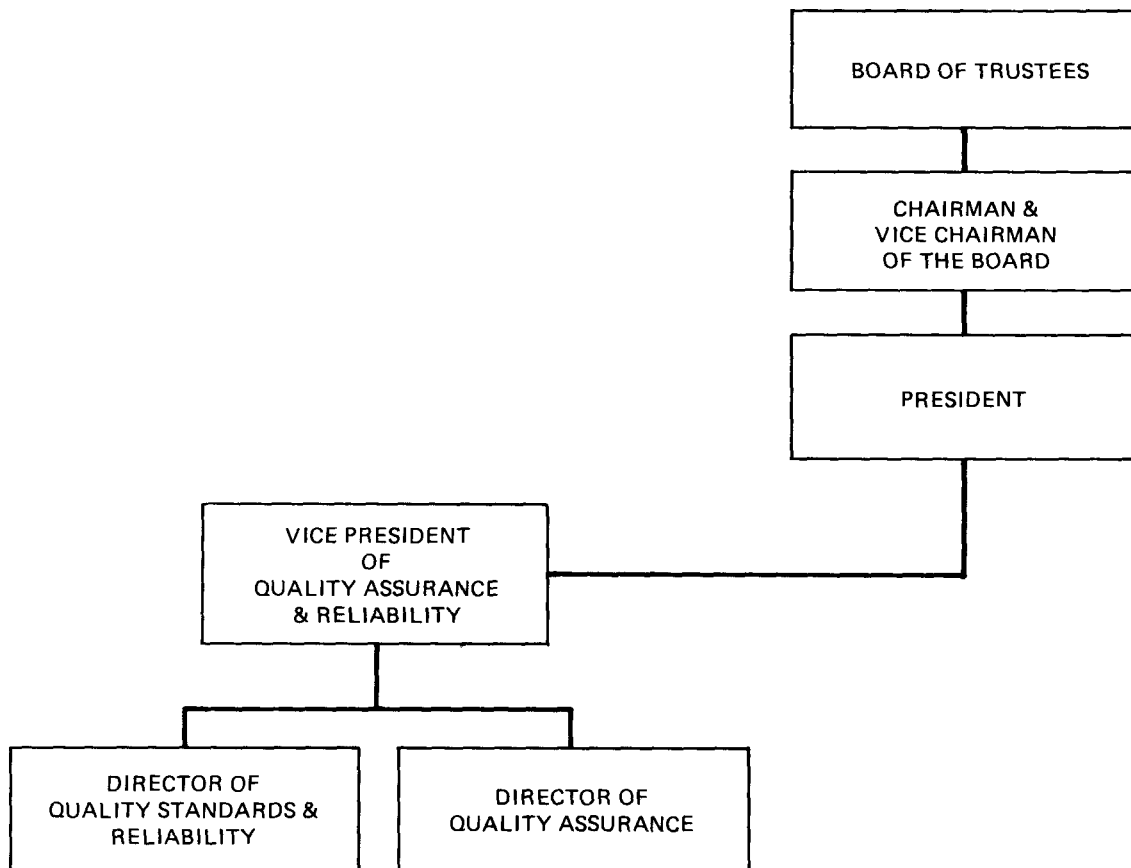 BOARD OF TRUSTEES
CHAIRMAN &
VICE CHAIRMAN
OF THE BOARD
PRESIDENT
VICE PRESIDENT
OF
QUALITY ASSURANCE
& RELIABILITY
DIRECTOR OF
QUALITY STANDARDS &
RELIABILITY
DIRECTOR OF
QUALITY ASSURANCE